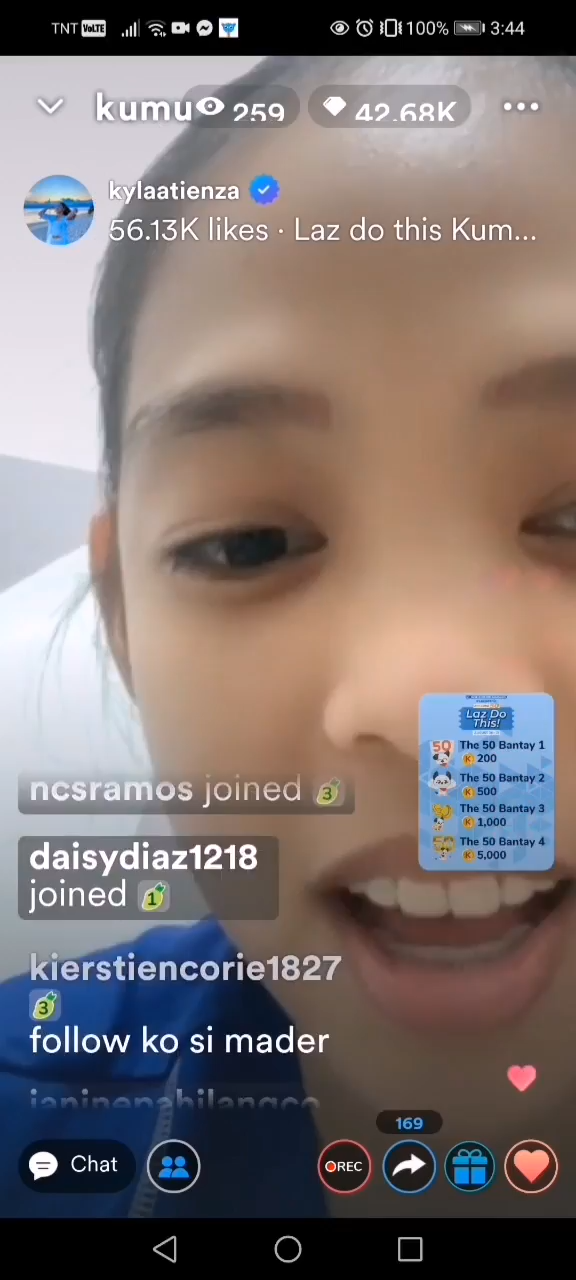 TNT VoLTE 100% 3:44
kumu 259 42.68K
kylaatienza
56.13K likes · Laz do this Kum...
Laz Do
This!
50 The 50 Bantay 1
K 200
The 50 Bantay 2
K 500
The 50 Bantay 3
K 1,000
50 The 50 Bantay 4
K 5,000
ncsramos joined 3
daisydiaz1218
joined 1
kierstiencorie1827
3
follow ko si mader
169
Chat REC